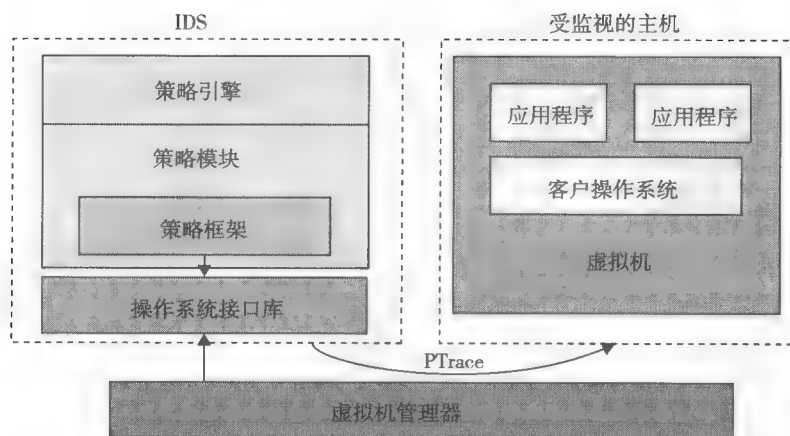 IDS
受监视的主机
策略引擎
策略模块
策略框架
操作系统接口库
应用程序
应用程序
客户操作系统
虚拟机
PTrace
虚拟机管理器